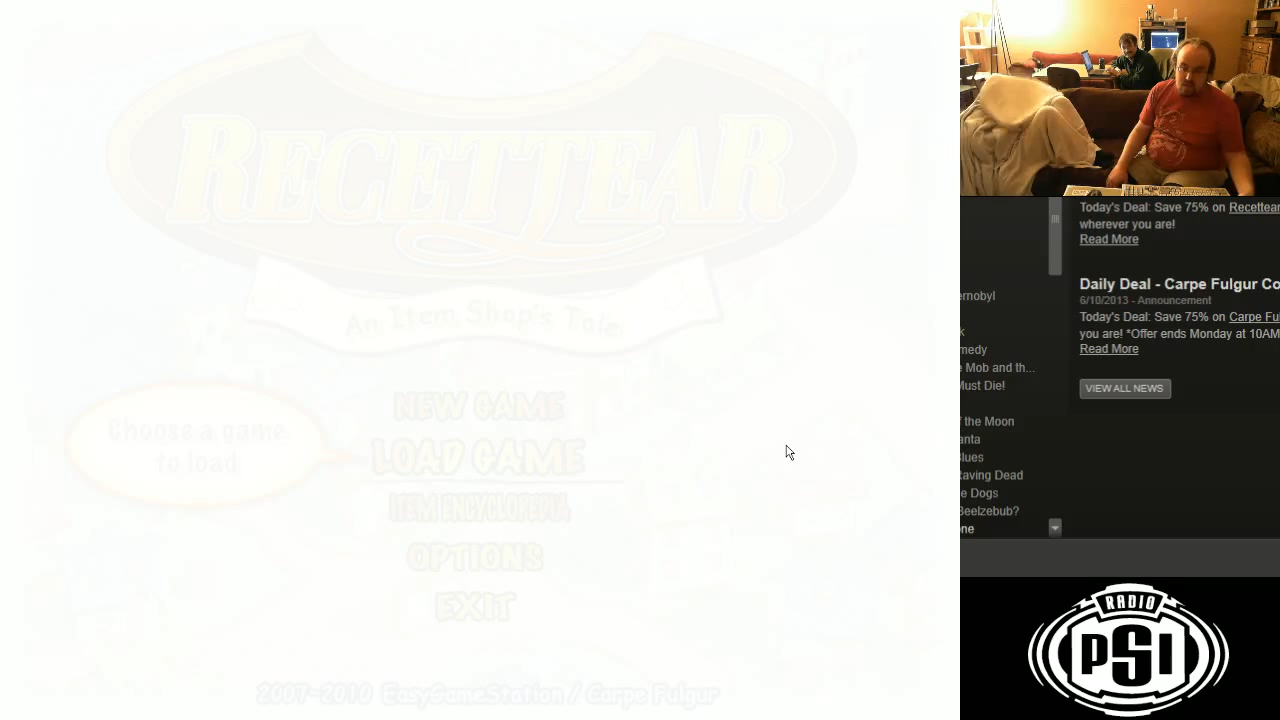 RECETTEAR
An Item Shop's Tale
Choose a game
to load
NEW GAME
LOAD GAME
ITEM ENCYCLOPEDIA
OPTIONS
EXIT
2007-2010 EasyGameStation / Carpe Fulgur
Today's Deal: Save 75% on Recettear
wherever you are!
Read More
Daily Deal - Carpe Fulgur Co
6/10/2013 - Announcement
Today's Deal: Save 75% on Carpe Ful
you are! *Offer ends Monday at 10AM
Read More
VIEW ALL NEWS
ernobyl
k
medy
e Mob and th...
Must Die!
f the Moon
anta
Clues
Raving Dead
e Dogs
Beelzebub?
one
RADIO
PSI